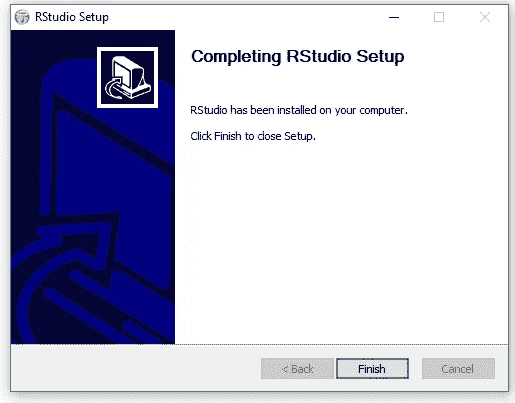 RStudio Setup
Completing RStudio Setup
RStudio has been installed on your computer.
Click Finish to close Setup.
< Back
Finish
Cancel